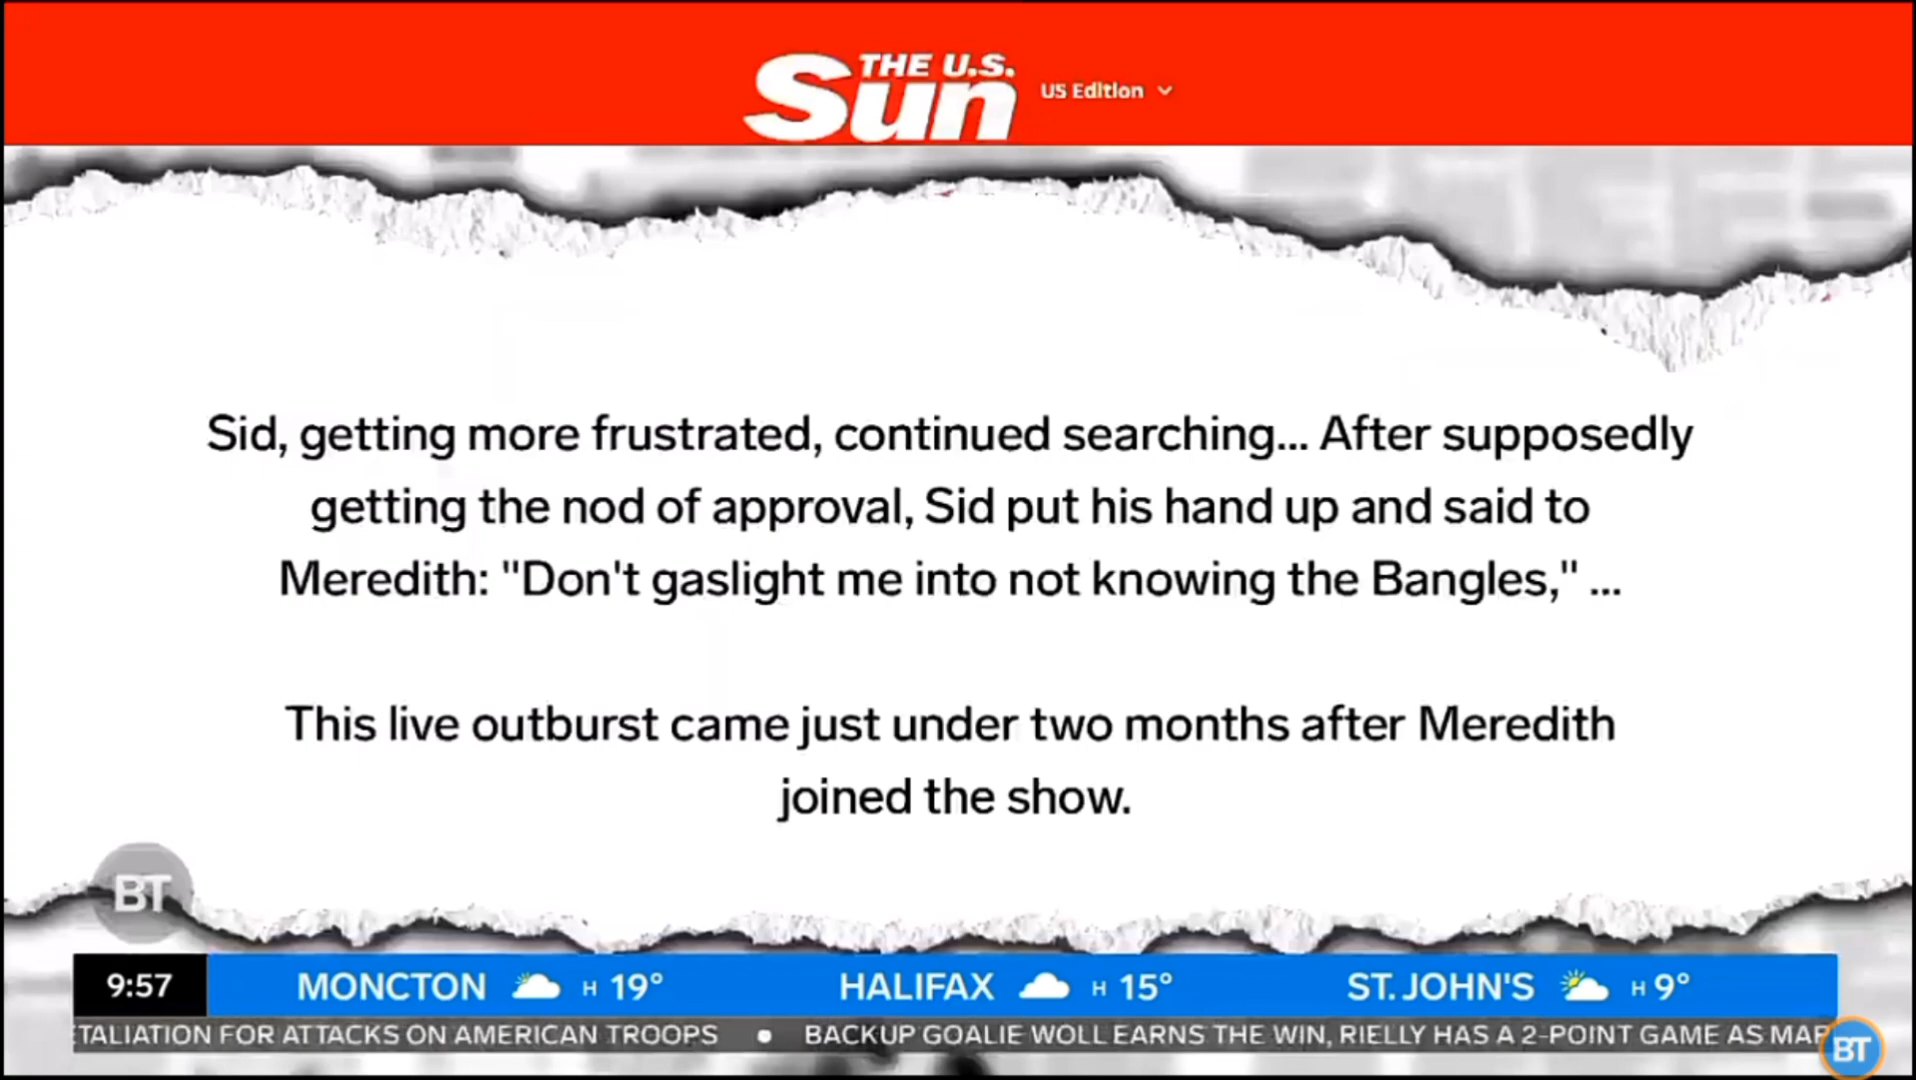 THE U.S.
Sun
US Edition
Sid, getting more frustrated, continued searching... After supposedly
getting the nod of approval, Sid put his hand up and said to
Meredith: "Don't gaslight me into not knowing the Bangles," ...
This live outburst came just under two months after Meredith
joined the show.
BT
9:57 MONCTON H 19° HALIFAX H 15° ST. JOHN'S H 9°
ETALIATION FOR ATTACKS ON AMERICAN TROOPS • BACKUP GOALIE WOLL EARNS THE WIN, RIELLY HAS A 2-POINT GAME AS MAP
BT